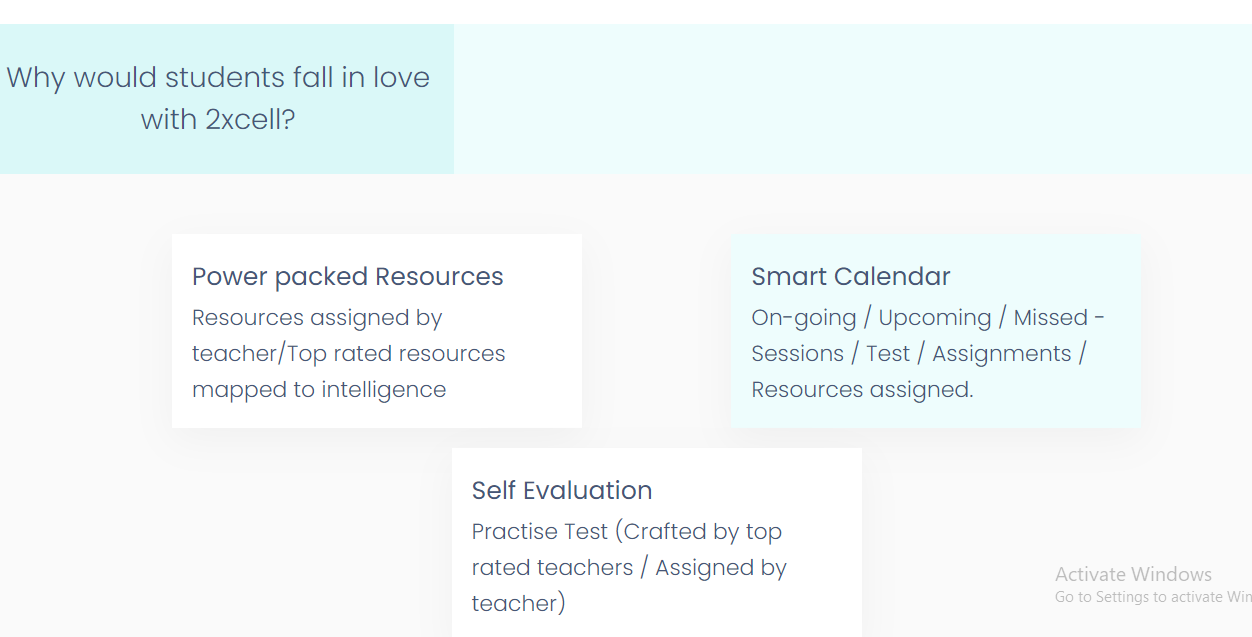 Why would students fall in love
with 2xcell?
Power packed Resources
Resources assigned by
teacher/Top rated resources
mapped to intelligence
Smart Calendar
On-going / Upcoming / Missed -
Sessions / Test / Assignments /
Resources assigned.
Self Evaluation
Practise Test (Crafted by top
rated teachers / Assigned by
teacher)
Activate Windows
Go to Settings to activate Win